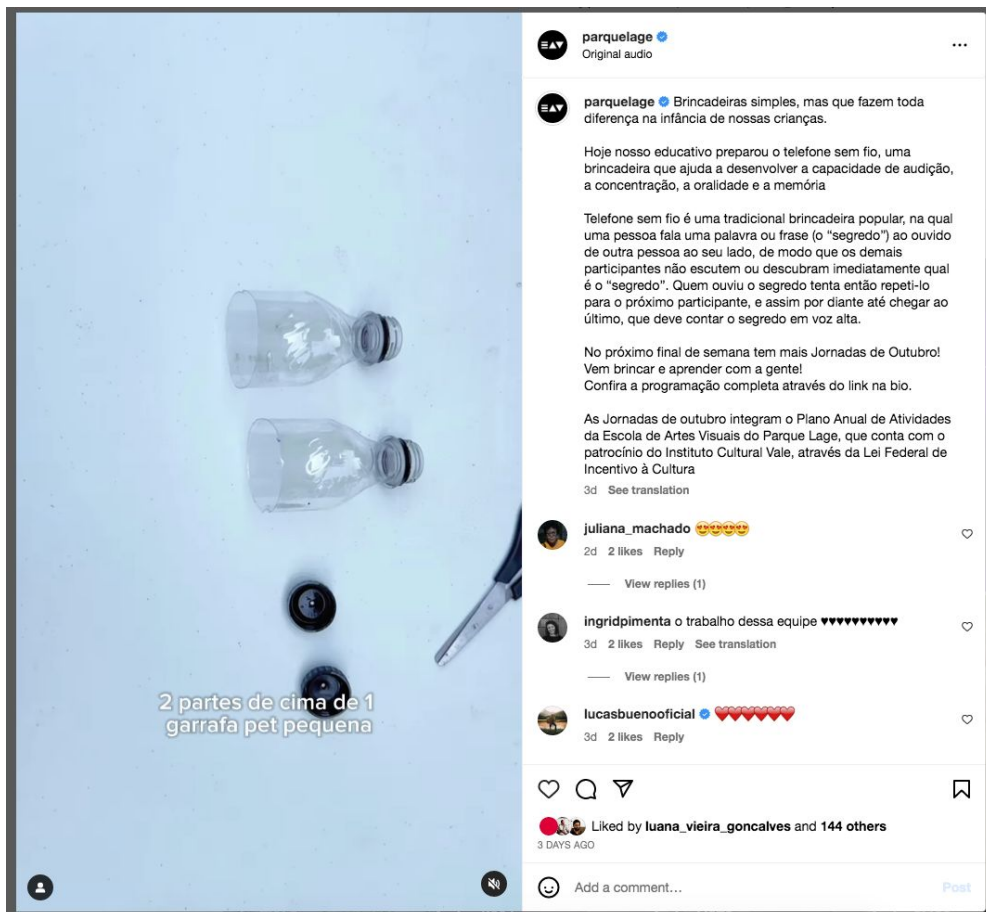 2 partes de cima de 1
garrafa pet pequena
parquelage
Original audio
parquelage Brincadeiras simples, mas que fazem toda
diferença na infância de nossas crianças.
Hoje nosso educativo preparou o telefone sem fio, uma
brincadeira que ajuda a desenvolver a capacidade de audição,
a concentração, a oralidade e a memória
Telefone sem fio é uma tradicional brincadeira popular, na qual
uma pessoa fala uma palavra ou frase (o “segredo”) ao ouvido
de outra pessoa ao seu lado, de modo que os demais
participantes não escutem ou descubram imediatamente qual
é o “segredo”. Quem ouviu o segredo tenta então repeti-lo
para o próximo participante, e assim por diante até chegar ao
último, que deve contar o segredo em voz alta.
No próximo final de semana tem mais Jornadas de Outubro!
Vem brincar e aprender com a gente!
Confira a programação completa através do link na bio.
As Jornadas de outubro integram o Plano Anual de Atividades
da Escola de Artes Visuais do Parque Lage, que conta com o
patrocínio do Instituto Cultural Vale, através da Lei Federal de
Incentivo à Cultura
3d See translation
juliana_machado 😍😍😍😍
2d 2 likes Reply
View replies (1)
ingridpimenta o trabalho dessa equipe ♥♥♥♥♥♥♥♥♥♥
3d 2 likes Reply See translation
View replies (1)
lucasbuenooficial ❤️❤️❤️❤️❤️❤️❤️
3d 2 likes Reply
Liked by luana_vieira_goncalves and 144 others
3 DAYS AGO
Add a comment...
Post